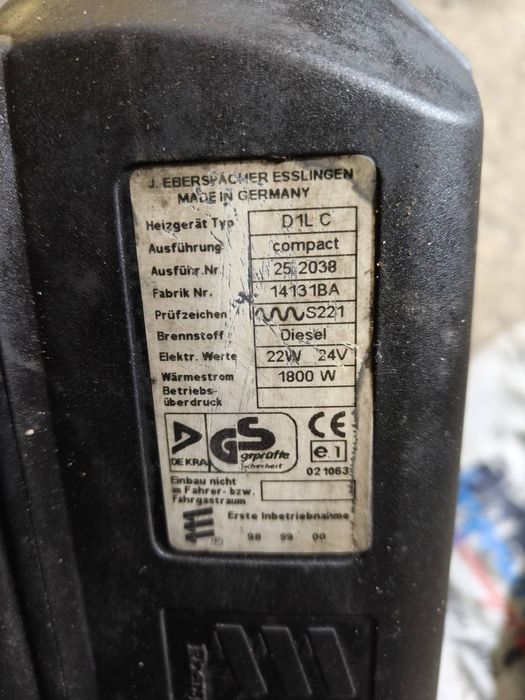 J. EBERSPÄCHER ESSLINGEN
MADE IN GERMANY
Heizgerät Typ D1L C
Ausführung compact
Ausführ.Nr. 25 2038
Fabrik Nr. 14131BA
Prüfzeichen S221
Brennstoff Diesel
Elektr. Werte 22W 24V
Wärmestrom 1800 W
Betriebs-
überdruck
DEKRA
GS
geprüfte
Sicherheit
CE
e1
021063
Einbau nicht
im Fahrer- bzw.
Fahrgastraum
Erste Inbetriebnahme
® 98 99 00